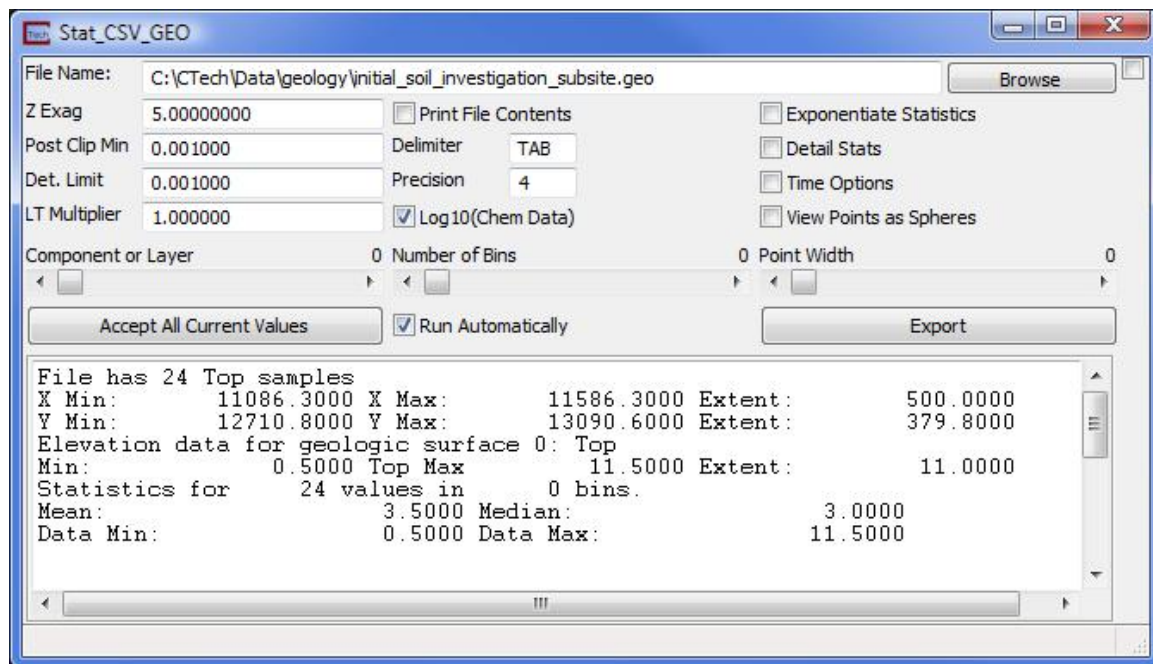 Tech Stat_CSV_GEO
File Name: C:\CTech\Data\geology\initial_soil_investigation_subsite.geo Browse
Z Exag 5.00000000 Print File Contents Exponentiate Statistics
Post Clip Min 0.001000 Delimiter TAB Detail Stats
Det. Limit 0.001000 Precision 4 Time Options
LT Multiplier 1.000000 Log10(Chem Data) View Points as Spheres
Component or Layer 0 Number of Bins 0 Point Width 0
Accept All Current Values Run Automatically Export
File has 24 Top samples
X Min: 11086.3000 X Max: 11586.3000 Extent: 500.0000
Y Min: 12710.8000 Y Max: 13090.6000 Extent: 379.8000
Elevation data for geologic surface 0: Top
Min: 0.5000 Top Max 11.5000 Extent: 11.0000
Statistics for 24 values in 0 bins.
Mean: 3.5000 Median: 3.0000
Data Min: 0.5000 Data Max: 11.5000